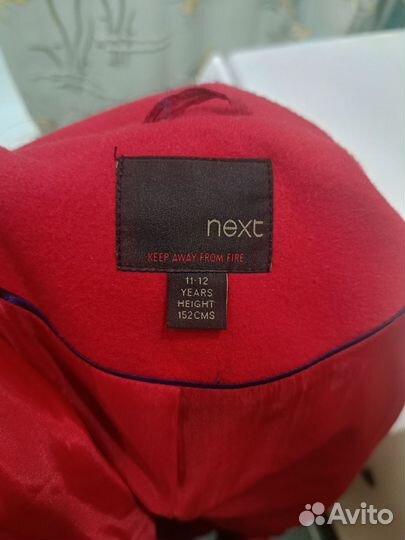 next
KEEP AWAY FROM FIRE
11-12
YEARS
HEIGHT
152CMS
Avito